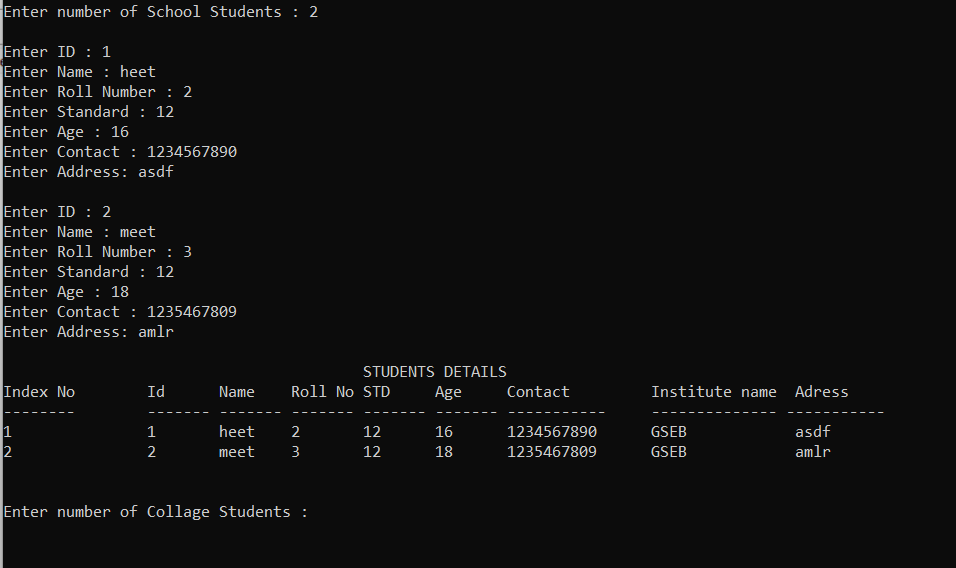 Enter number of School Students : 2
Enter ID : 1
Enter Name : heet
Enter Roll Number : 2
Enter Standard : 12
Enter Age : 16
Enter Contact : 1234567890
Enter Address: asdf
Enter ID : 2
Enter Name : meet
Enter Roll Number : 3
Enter Standard : 12
Enter Age : 18
Enter Contact : 1235467809
Enter Address: amlr
STUDENTS DETAILS
Index No        Id      Name    Roll No STD     Age     Contact         Institute name  Adress
--------        ------- ------- ------- ------- ------- -----------     -------------- -----------
1               1       heet    2       12      16      1234567890      GSEB            asdf
2               2       meet    3       12      18      1235467809      GSEB            amlr
Enter number of Collage Students :